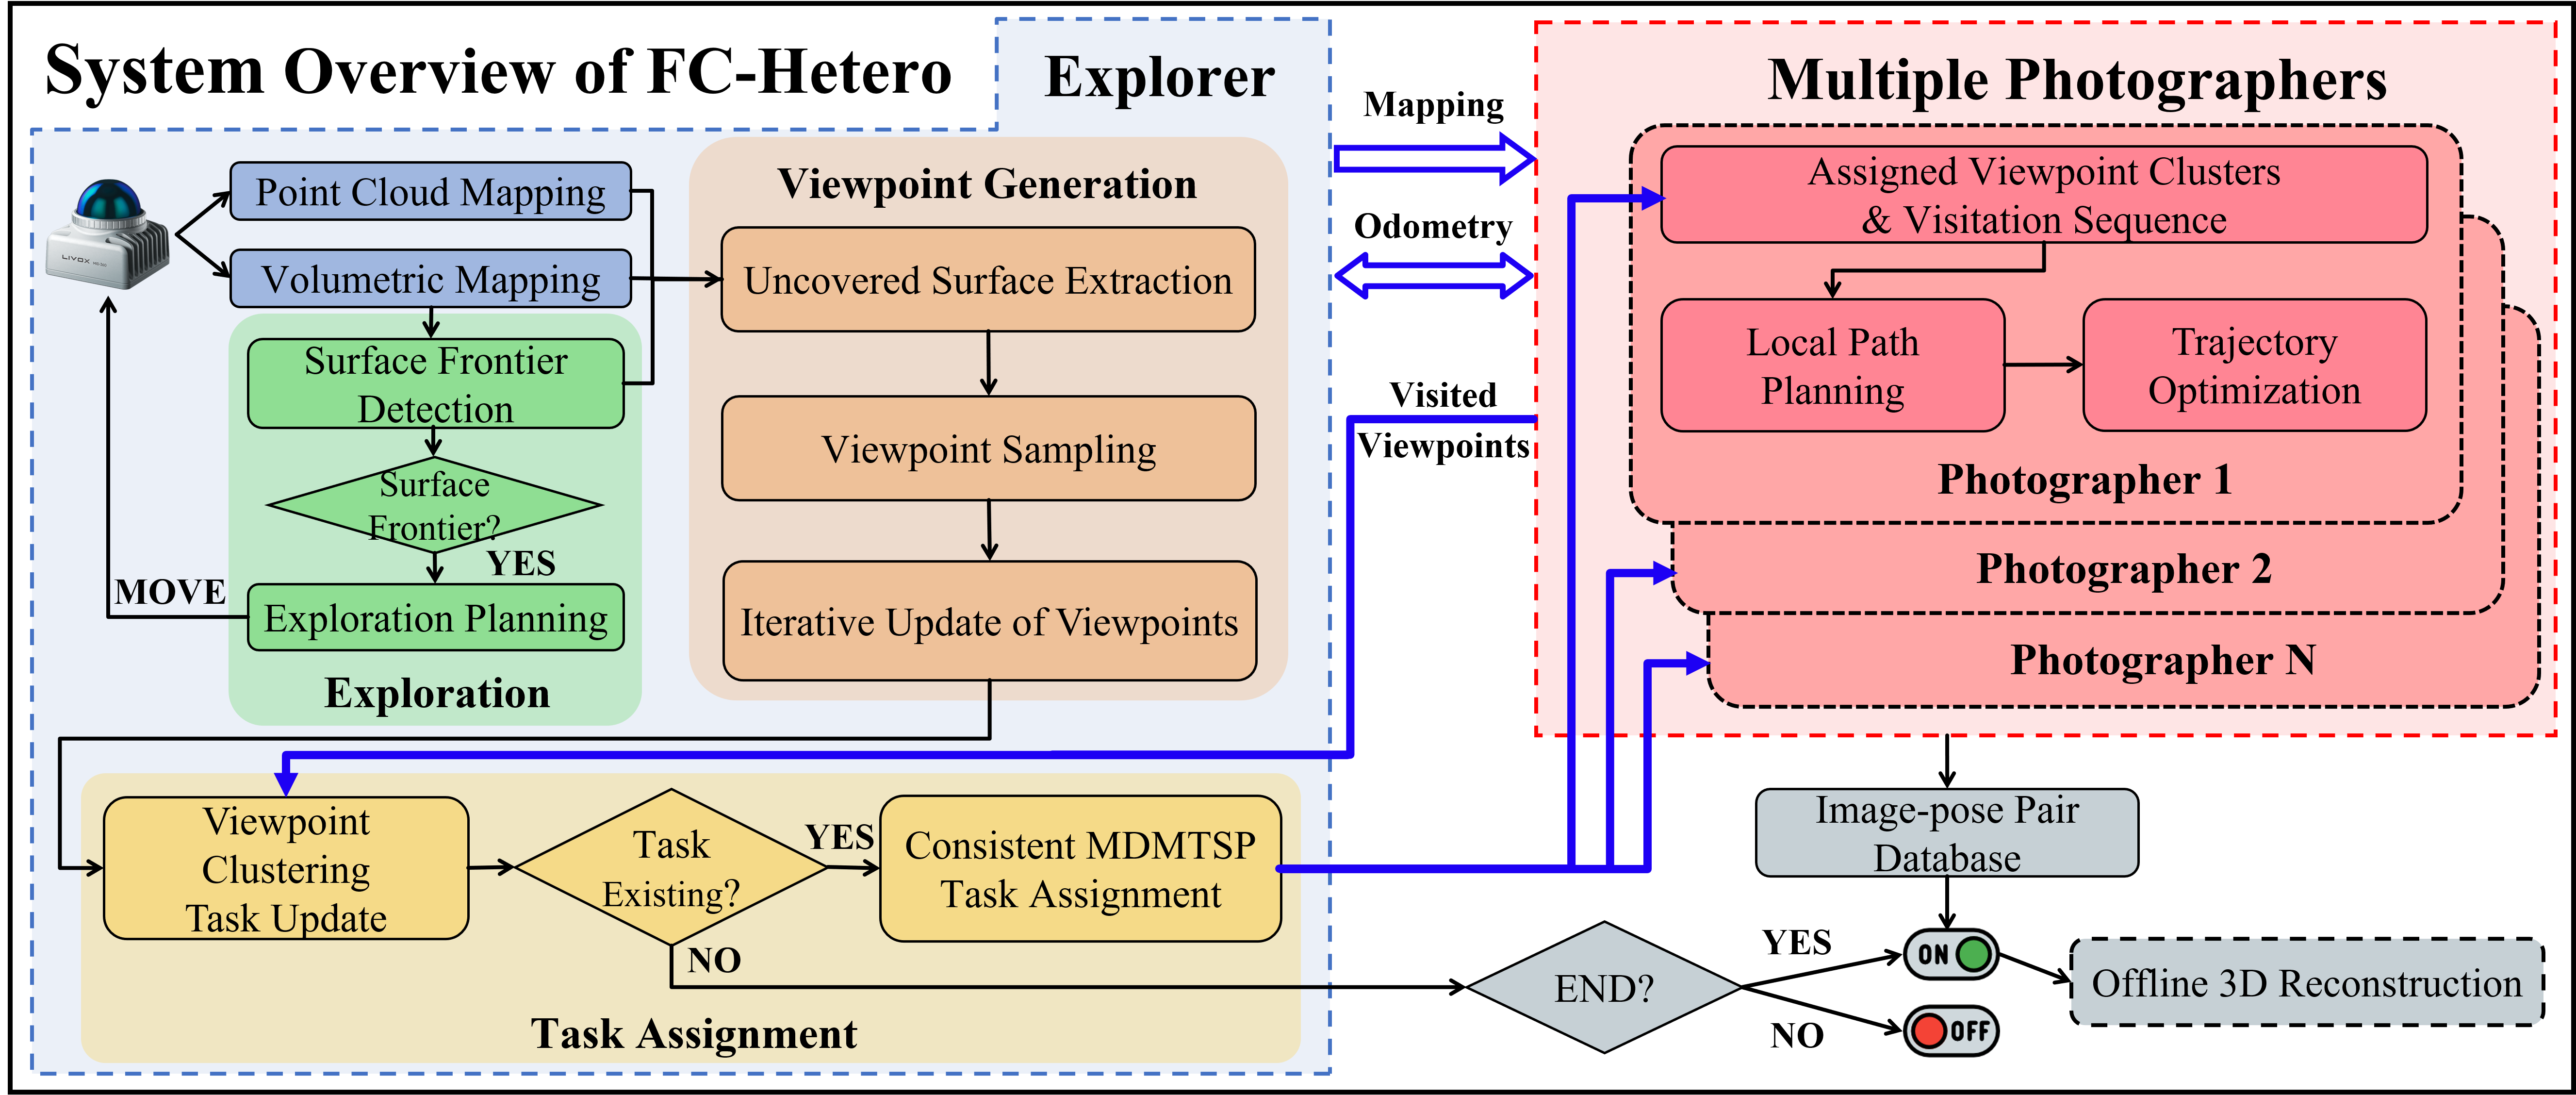 System Overview of FC-Hetero
Explorer
LIVOX
Point Cloud Mapping
Volumetric Mapping
Surface Frontier
Detection
Surface
Frontier?
YES
Exploration Planning
MOVE
Exploration
Viewpoint Generation
Uncovered Surface Extraction
Viewpoint Sampling
Iterative Update of Viewpoints
Viewpoint
Clustering
Task Update
Task
Existing?
YES
NO
Consistent MDMTSP
Task Assignment
Task Assignment
Mapping
Odometry
Visited
Viewpoints
Multiple Photographers
Assigned Viewpoint Clusters
& Visitation Sequence
Local Path
Planning
Trajectory
Optimization
Photographer 1
Photographer 2
Photographer N
Image-pose Pair
Database
END?
YES
NO
ON
OFF
Offline 3D Reconstruction